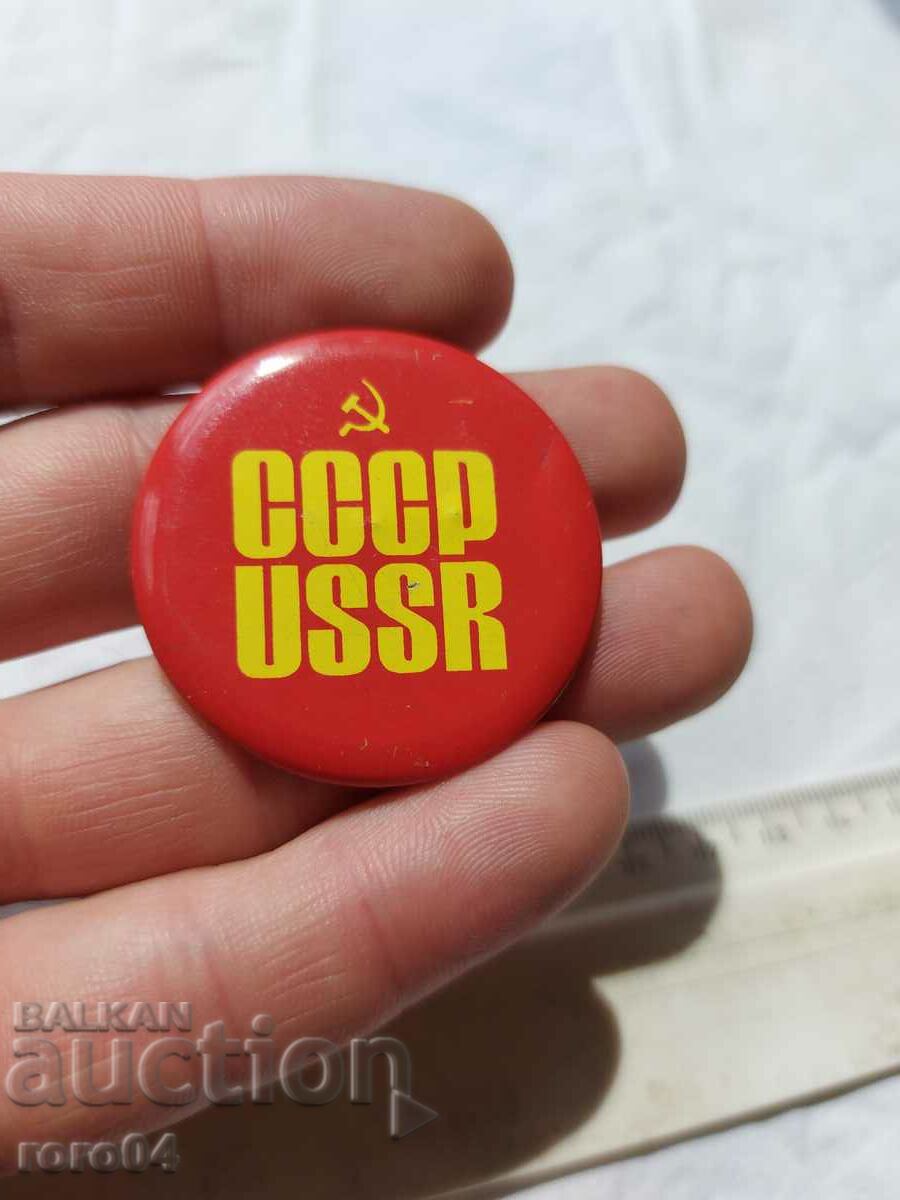 СССР
USSR
BALKAN
auction
roro04